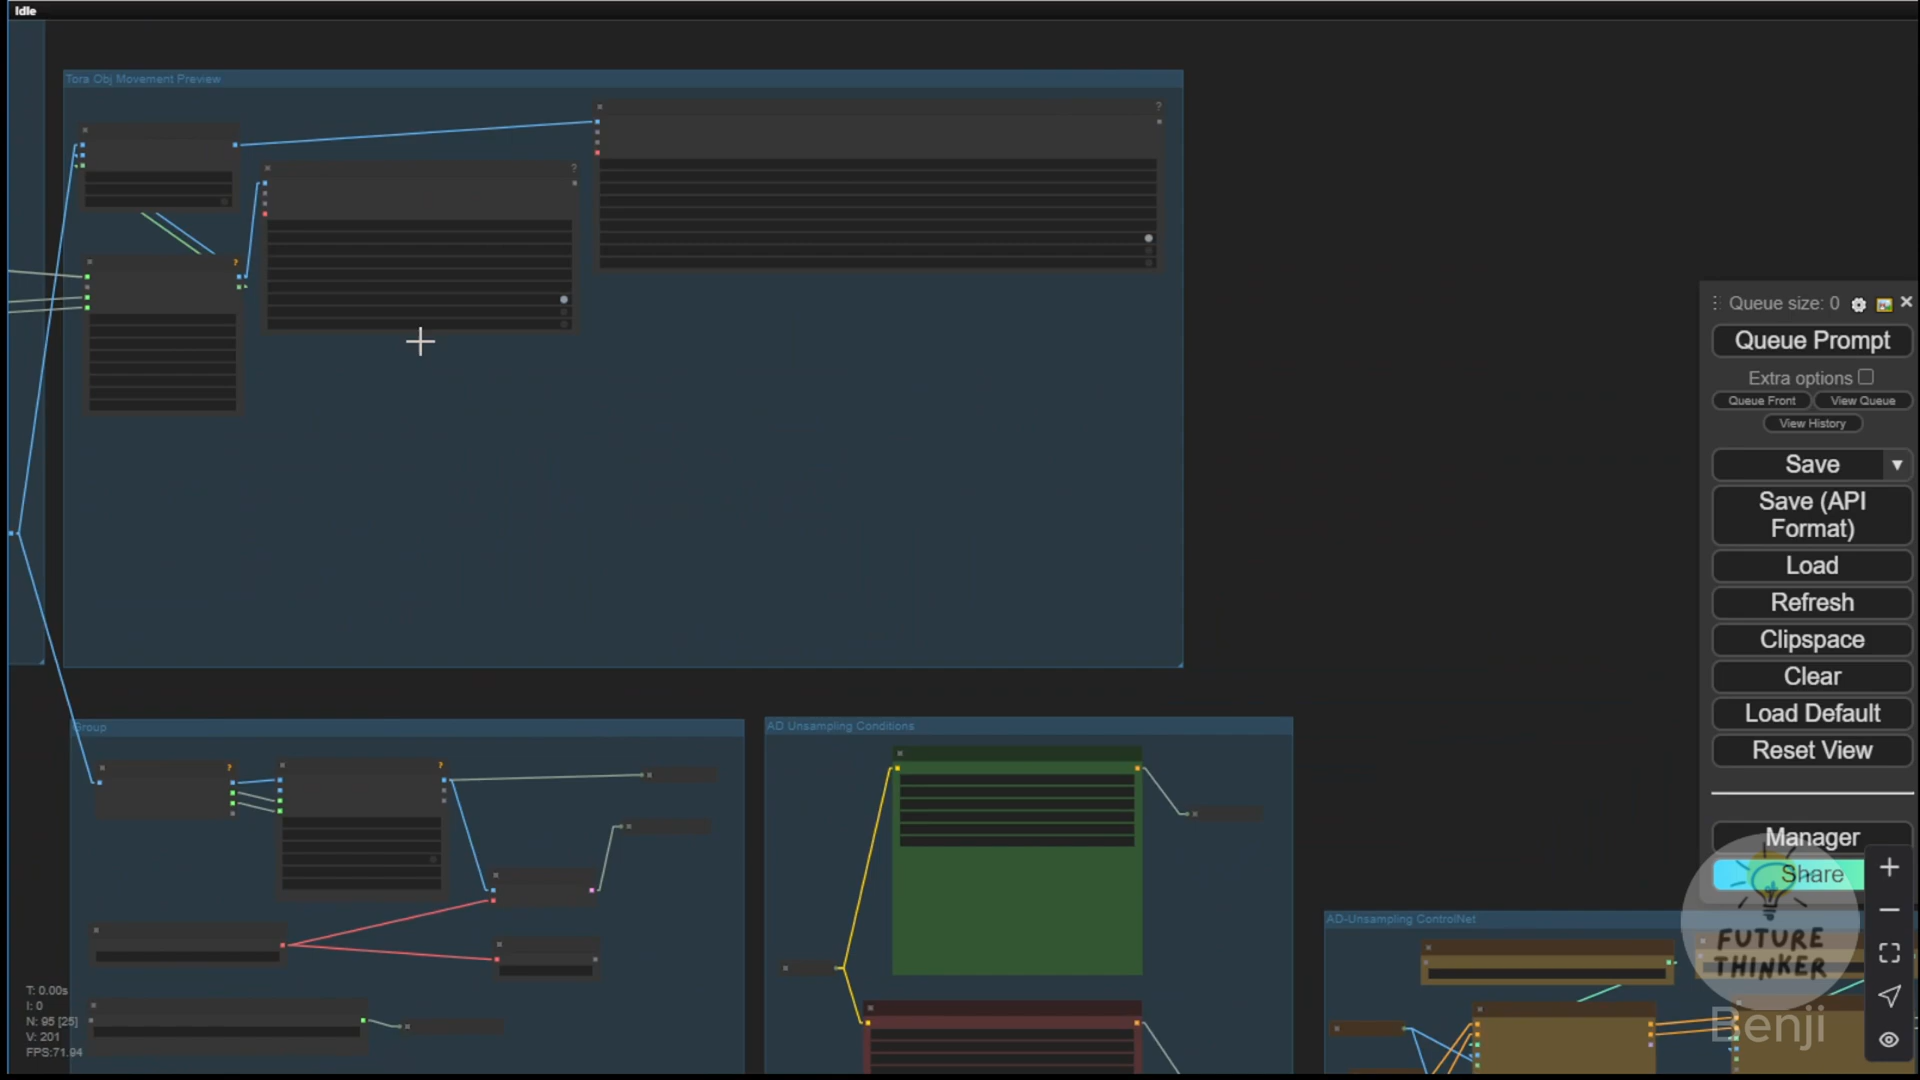 Idle
Tora Obj Movement Preview
?
?
?
Queue size: 0
Queue Prompt
Extra options
Queue Front
View Queue
View History
Save
Save (API
Format)
Load
Refresh
Clipspace
Clear
Load Default
Reset View
Manager
Share
Group
AD Unsampling Conditions
?
?
AD-Unsampling ControlNet
FUTURE
THINKER
Benji
T: 0.00s
I: 0
N: 95 [25]
V: 201
FPS:71.94